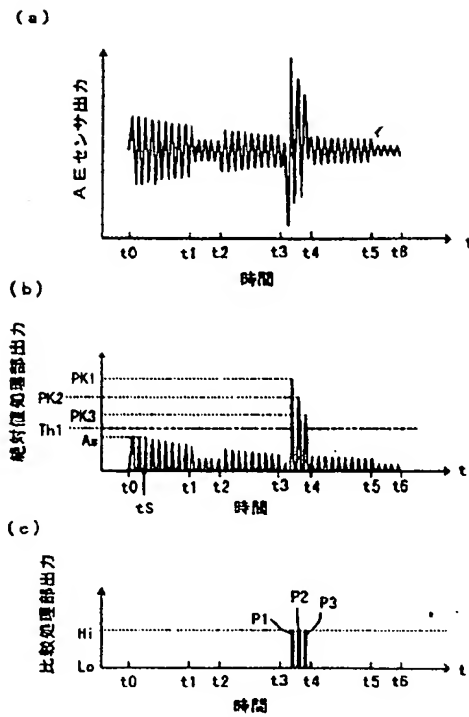 (a)
AEセンサ出力
t0 t1 t2 t3 t4 t5 t6 t
時間
(b)
絶対値処理部出力
PK1
PK2
PK3
Th1
As
t0 tS t1 t2 t3 t4 t5 t6 t
時間
(c)
比較処理部出力
P1 P2 P3
Hi
Lo
t0 t1 t2 t3 t4 t5 t6 t
時間